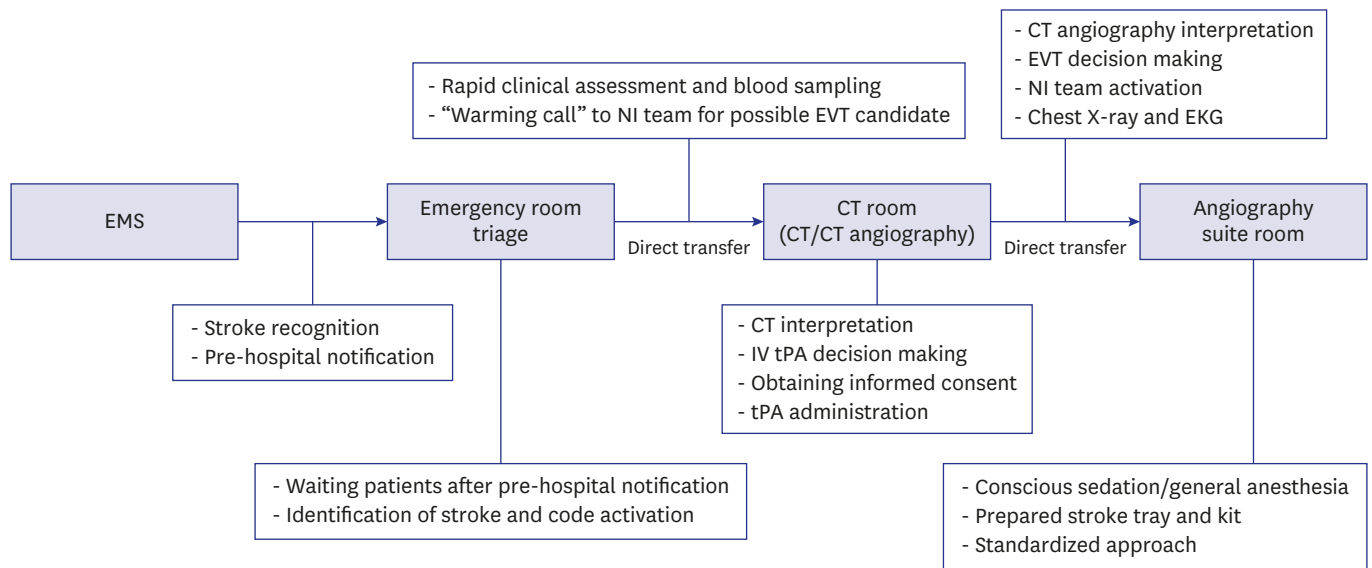 - CT angiography interpretation
- EVT decision making
- NI team activation
- Chest X-ray and EKG
- Rapid clinical assessment and blood sampling
- “Warming call” to NI team for possible EVT candidate
EMS
Emergency room
triage
Direct transfer
CT room
(CT/CT angiography)
Direct transfer
Angiography
suite room
- Stroke recognition
- Pre-hospital notification
- CT interpretation
- IV tPA decision making
- Obtaining informed consent
- tPA administration
- Waiting patients after pre-hospital notification
- Identification of stroke and code activation
- Conscious sedation/general anesthesia
- Prepared stroke tray and kit
- Standardized approach